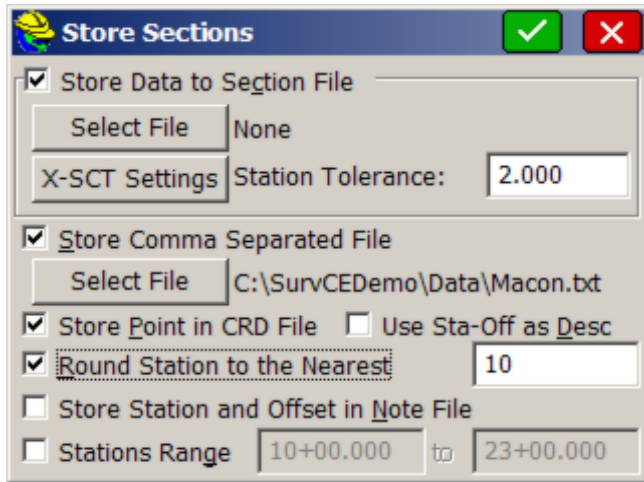 Store Sections
Store Data to Section File
Select File None
X-SCT Settings Station Tolerance: 2.000
Store Comma Separated File
Select File C:\SurvCEDemo\Data\Macon.txt
Store Point in CRD File Use Sta-Off as Desc
Round Station to the Nearest 10
Store Station and Offset in Note File
Stations Range 10+00.000 to 23+00.000